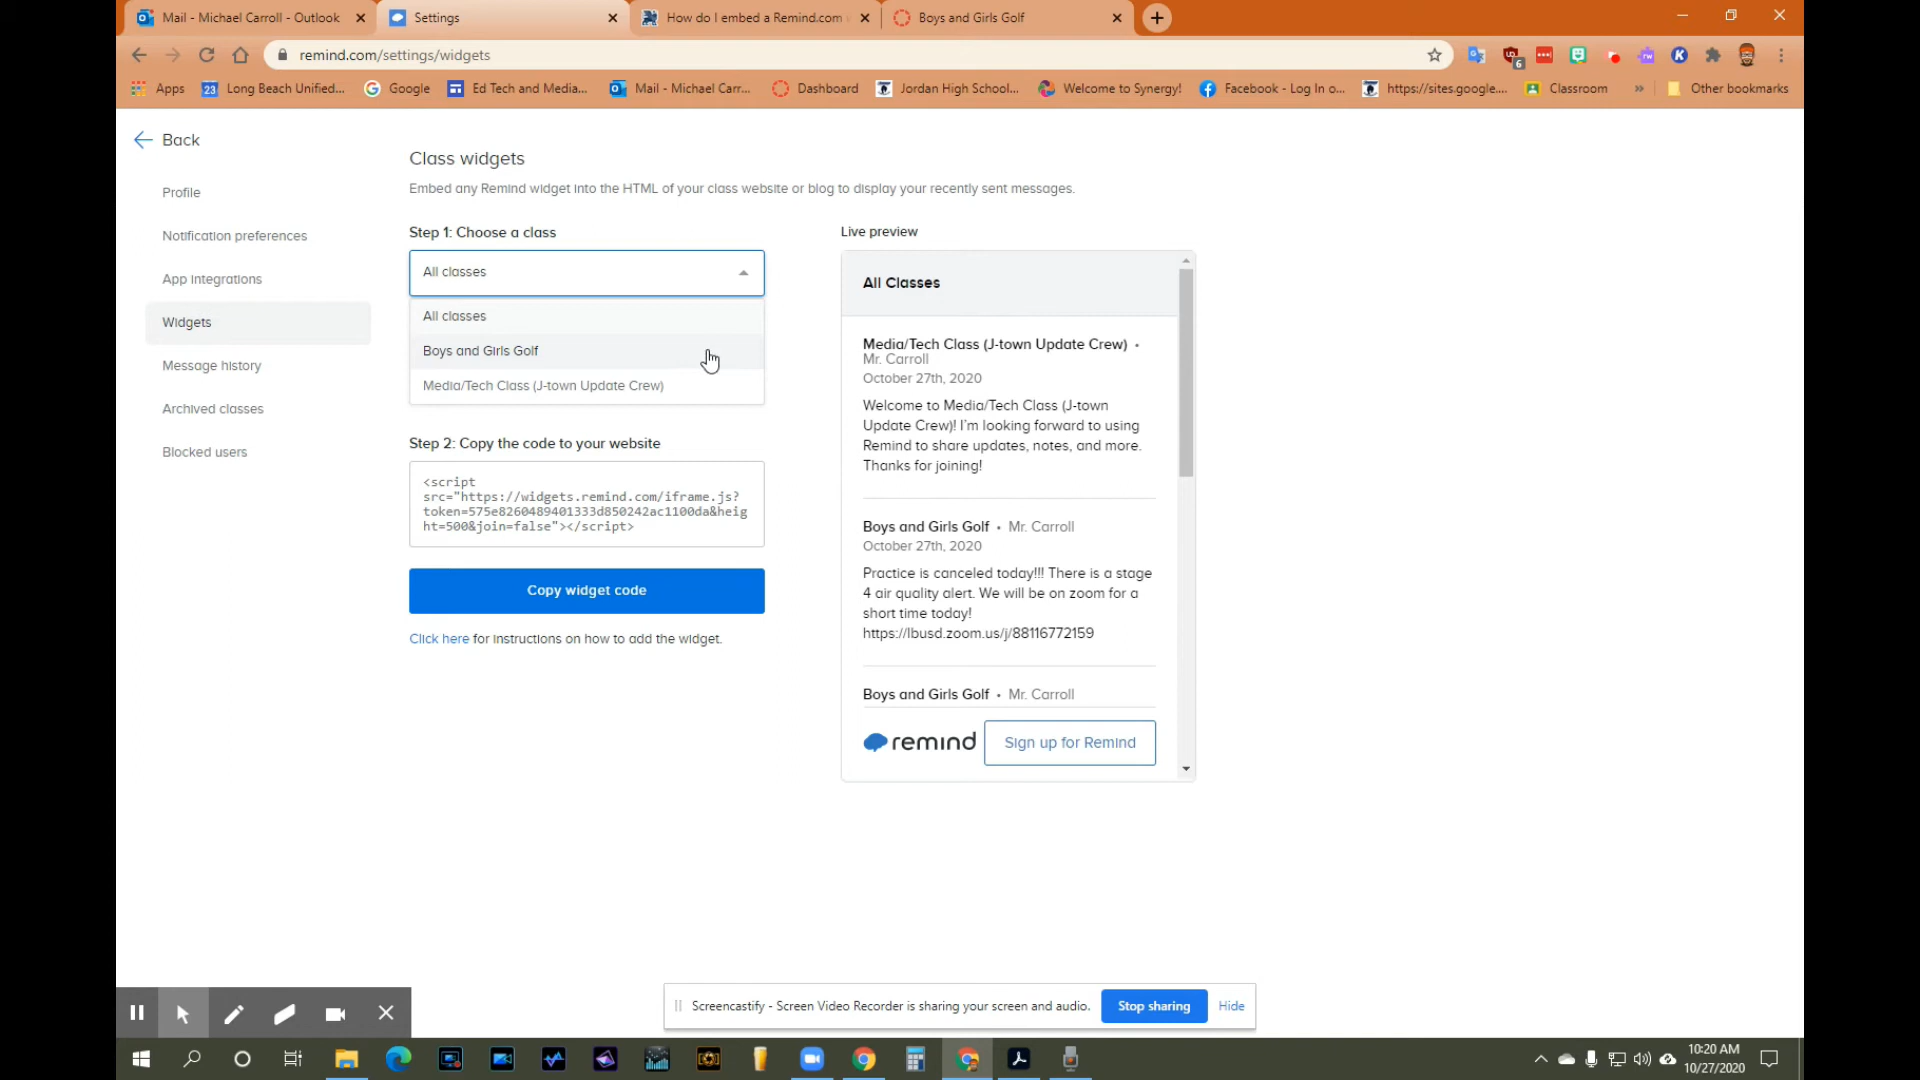 Mail - Michael Carroll - Outlook
Settings
How do I embed a Remind.com
Boys and Girls Golf
remind.com/settings/widgets
6
Apps
23
Long Beach Unified...
Google
Ed Tech and Media...
Mail - Michael Carr...
Dashboard
Jordan High School...
Welcome to Synergy!
Facebook - Log In o...
https://sites.google....
Classroom
»
Other bookmarks
Back
Profile
Notification preferences
App integrations
Widgets
Message history
Archived classes
Blocked users
Class widgets
Embed any Remind widget into the HTML of your class website or blog to display your recently sent messages.
Step 1: Choose a class
All classes
All classes
Boys and Girls Golf
Media/Tech Class (J-town Update Crew)
Step 2: Copy the code to your website
<script
src="https://widgets.remind.com/iframe.js?
token=575e8260489401333d850242ac1100da&heig
ht=500&join=false"></script>
Copy widget code
Click here for instructions on how to add the widget.
Live preview
All Classes
Media/Tech Class (J-town Update Crew) •
Mr. Carroll
October 27th, 2020
Welcome to Media/Tech Class (J-town
Update Crew)! I'm looking forward to using
Remind to share updates, notes, and more.
Thanks for joining!
Boys and Girls Golf • Mr. Carroll
October 27th, 2020
Practice is canceled today!!! There is a stage
4 air quality alert. We will be on zoom for a
short time today!
https://lbusd.zoom.us/j/88116772159
Boys and Girls Golf • Mr. Carroll
remind
Sign up for Remind
Screencastify - Screen Video Recorder is sharing your screen and audio.
Stop sharing
Hide
10:20 AM
10/27/2020